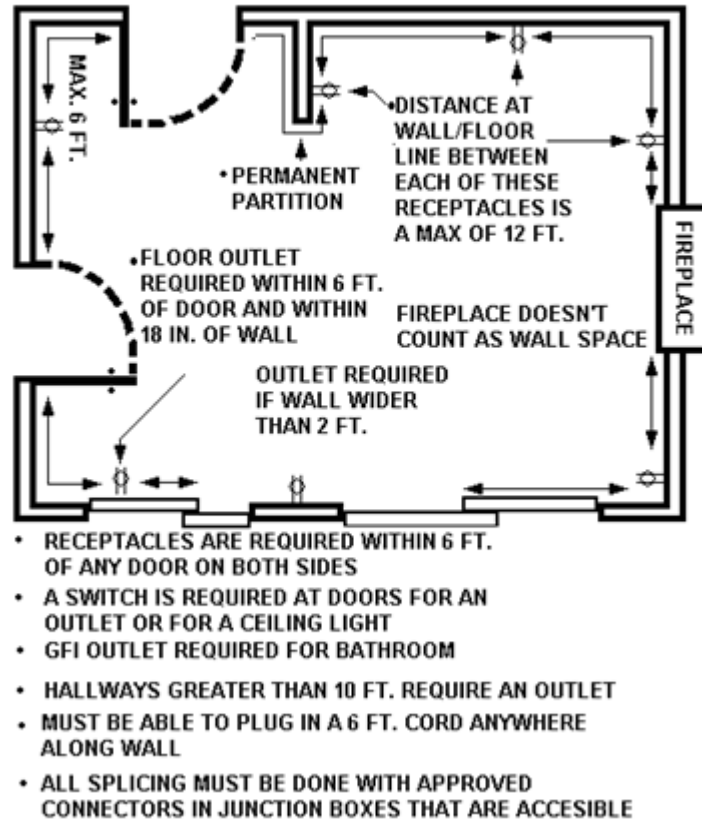 MAX. 6 FT.
• DISTANCE AT
WALL/FLOOR
LINE BETWEEN
EACH OF THESE
RECEPTACLES IS
A MAX OF 12 FT.
• PERMANENT
PARTITION
FIREPLACE
• FLOOR OUTLET
REQUIRED WITHIN 6 FT.
OF DOOR AND WITHIN
18 IN. OF WALL
FIREPLACE DOESN'T
COUNT AS WALL SPACE
OUTLET REQUIRED
IF WALL WIDER
THAN 2 FT.
• RECEPTACLES ARE REQUIRED WITHIN 6 FT.
OF ANY DOOR ON BOTH SIDES
• A SWITCH IS REQUIRED AT DOORS FOR AN
OUTLET OR FOR A CEILING LIGHT
• GFI OUTLET REQUIRED FOR BATHROOM
• HALLWAYS GREATER THAN 10 FT. REQUIRE AN OUTLET
• MUST BE ABLE TO PLUG IN A 6 FT. CORD ANYWHERE
ALONG WALL
• ALL SPLICING MUST BE DONE WITH APPROVED
CONNECTORS IN JUNCTION BOXES THAT ARE ACCESIBLE